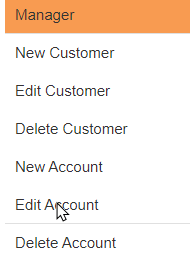 Manager
New Customer
Edit Customer
Delete Customer
New Account
Edit Account
Delete Account